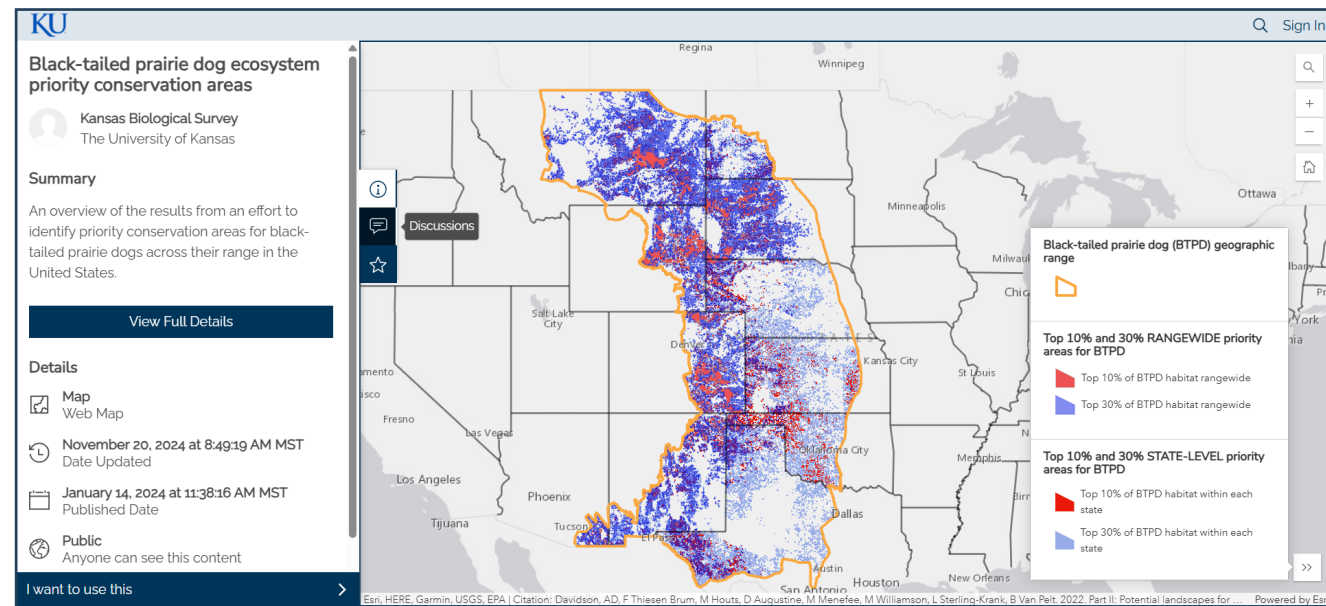 KU
Sign In
Black-tailed prairie dog ecosystem
priority conservation areas
Kansas Biological Survey
The University of Kansas
Summary
An overview of the results from an effort to
identify priority conservation areas for black-
tailed prairie dogs across their range in the
United States.
View Full Details
Details
Map
Web Map
November 20, 2024 at 8:49:19 AM MST
Date Updated
January 14, 2024 at 11:38:16 AM MST
Published Date
Public
Anyone can see this content
I want to use this
Discussions
Regina
Winnipeg
Ottawa
Minneapolis
Salt Lake
City
Kansas City
St Louis
Fresno
Las Vegas
Oklahoma City
Memphis
Los Angeles
Phoenix
Tijuana
Tucson
Dallas
El Paso
Austin
Houston
San Antonio
New Orleans
Black-tailed prairie dog (BTPD) geographic
range
Top 10% and 30% RANGEWIDE priority
areas for BTPD
Top 10% of BTPD habitat rangewide
Top 30% of BTPD habitat rangewide
Top 10% and 30% STATE-LEVEL priority
areas for BTPD
Top 10% of BTPD habitat within each
state
Top 30% of BTPD habitat within each
state
Esri, HERE, Garmin, USGS, EPA | Citation: Davidson, AD, F Thiesen Brum, M Houts, D Augustine, M Menefee, M Williamson, L Sterling-Krank, B Van Pelt. 2022. Part II: Potential landscapes for ... Powered by Esri